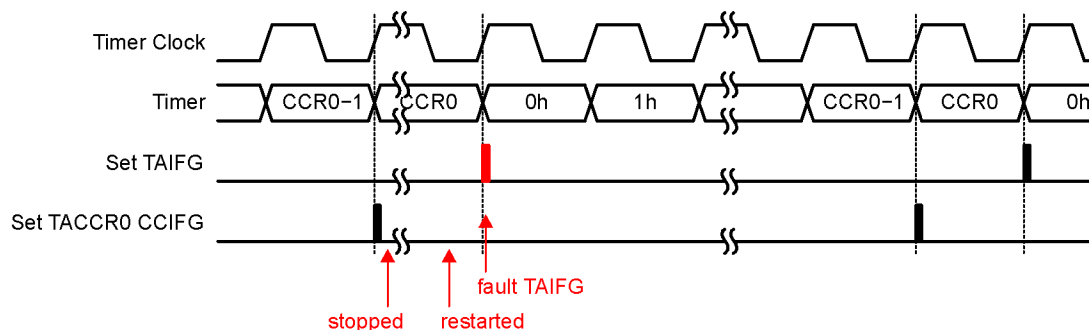 Timer Clock
Timer CCR0−1 CCR0 0h 1h CCR0−1 CCR0 0h
Set TAIFG
Set TACCR0 CCIFG
fault TAIFG
stopped restarted